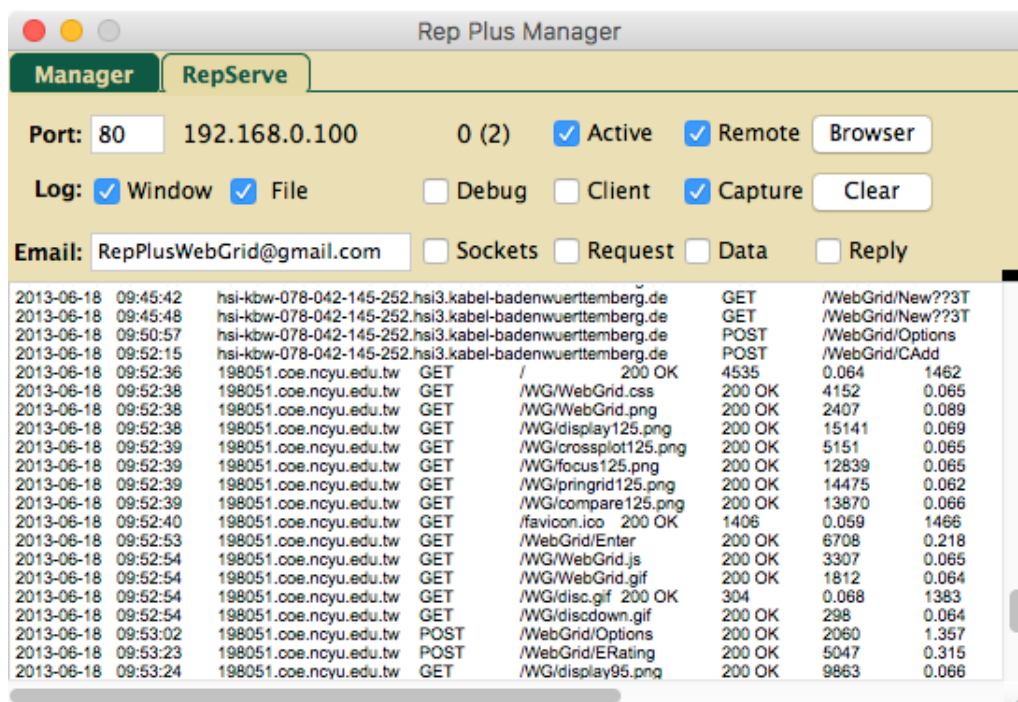 Rep Plus Manager
Manager RepServe
Port: 80 192.168.0.100 0 (2) Active Remote Browser
Log: Window File Debug Client Capture Clear
Email: RepPlusWebGrid@gmail.com Sockets Request Data Reply
2013-06-18 09:45:42 hsi-kbw-078-042-145-252.hsi3.kabel-badenwuerttemberg.de GET /WebGrid/New??3T
2013-06-18 09:45:48 hsi-kbw-078-042-145-252.hsi3.kabel-badenwuerttemberg.de GET /WebGrid/New??3T
2013-06-18 09:50:57 hsi-kbw-078-042-145-252.hsi3.kabel-badenwuerttemberg.de POST /WebGrid/Options
2013-06-18 09:52:15 hsi-kbw-078-042-145-252.hsi3.kabel-badenwuerttemberg.de POST /WebGrid/CAdd
2013-06-18 09:52:36 198051.coe.ncyu.edu.tw GET / 200 OK 4535 0.064 1462
2013-06-18 09:52:38 198051.coe.ncyu.edu.tw GET /WG/WebGrid.css 200 OK 4152 0.065
2013-06-18 09:52:38 198051.coe.ncyu.edu.tw GET /WG/WebGrid.png 200 OK 2407 0.089
2013-06-18 09:52:38 198051.coe.ncyu.edu.tw GET /WG/display125.png 200 OK 15141 0.069
2013-06-18 09:52:39 198051.coe.ncyu.edu.tw GET /WG/crossplot125.png 200 OK 5151 0.065
2013-06-18 09:52:39 198051.coe.ncyu.edu.tw GET /WG/focus125.png 200 OK 12839 0.065
2013-06-18 09:52:39 198051.coe.ncyu.edu.tw GET /WG/pringrid125.png 200 OK 14475 0.062
2013-06-18 09:52:39 198051.coe.ncyu.edu.tw GET /WG/compare125.png 200 OK 13870 0.066
2013-06-18 09:52:40 198051.coe.ncyu.edu.tw GET /favicon.ico 200 OK 1406 0.059 1466
2013-06-18 09:52:53 198051.coe.ncyu.edu.tw GET /WebGrid/Enter 200 OK 6708 0.218
2013-06-18 09:52:54 198051.coe.ncyu.edu.tw GET /WG/WebGrid.js 200 OK 3307 0.065
2013-06-18 09:52:54 198051.coe.ncyu.edu.tw GET /WG/WebGrid.gif 200 OK 1812 0.064
2013-06-18 09:52:54 198051.coe.ncyu.edu.tw GET /WG/disc.gif 200 OK 304 0.068 1383
2013-06-18 09:52:54 198051.coe.ncyu.edu.tw GET /WG/discdown.gif 200 OK 298 0.064
2013-06-18 09:53:02 198051.coe.ncyu.edu.tw POST /WebGrid/Options 200 OK 2060 1.357
2013-06-18 09:53:23 198051.coe.ncyu.edu.tw POST /WebGrid/ERating 200 OK 5047 0.315
2013-06-18 09:53:24 198051.coe.ncyu.edu.tw GET /WG/display95.png 200 OK 9863 0.066